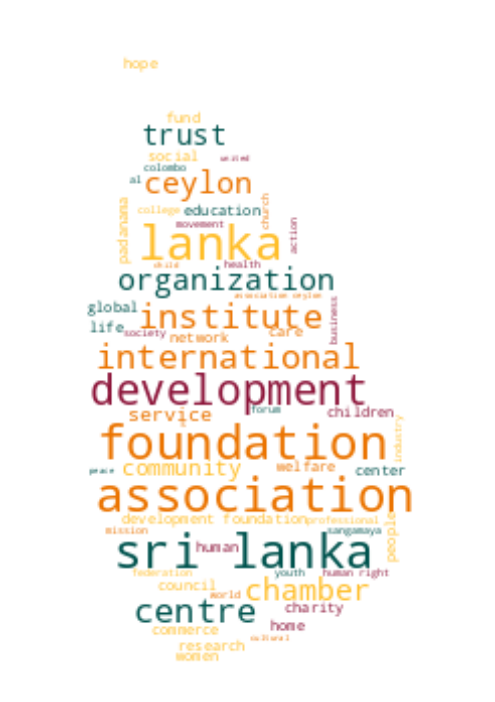 hope
fund
trust
social united
colombo
al ceylon
college education
padanama
church
movement
action
lanka
child health
organization
association ceylon
global
institute
business
life society
network care
international
development
service forum children
foundation
industry
community welfare center
peace
association
development foundation professional
mission sangamaya
people
sri lanka
human
federation youth human right
council chamber
world
centre charity
commerce home
cultural
research
women